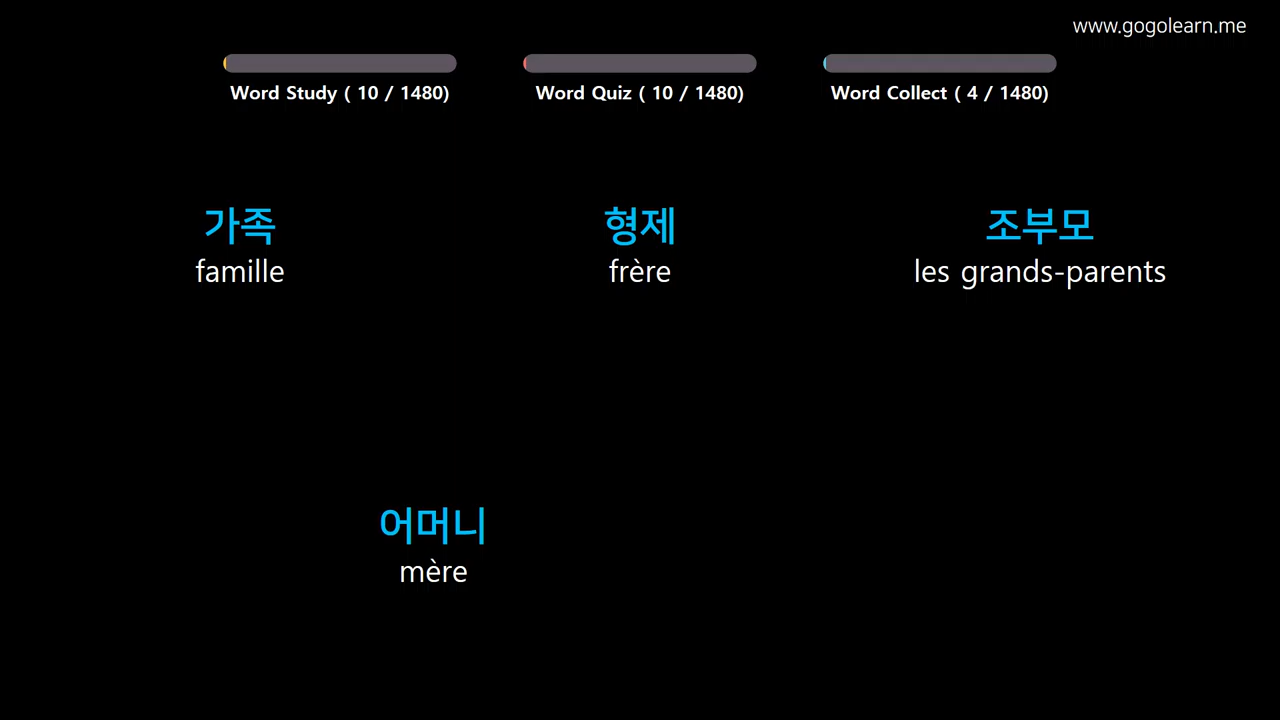 www.gogolearn.me
Word Study ( 10 / 1480)
Word Quiz ( 10 / 1480)
Word Collect ( 4 / 1480)
가족
famille
형제
frère
조부모
les grands-parents
어머니
mère